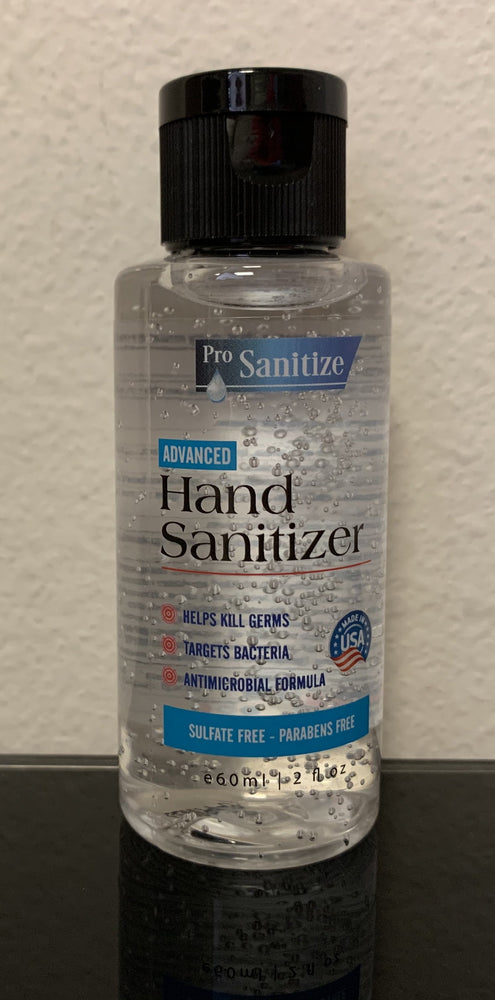 Pro Sanitize
ADVANCED
Hand
Sanitizer
HELPS KILL GERMS
TARGETS BACTERIA
ANTIMICROBIAL FORMULA
MADE IN
USA
SULFATE FREE - PARABENS FREE
e60ml | 2 fl oz